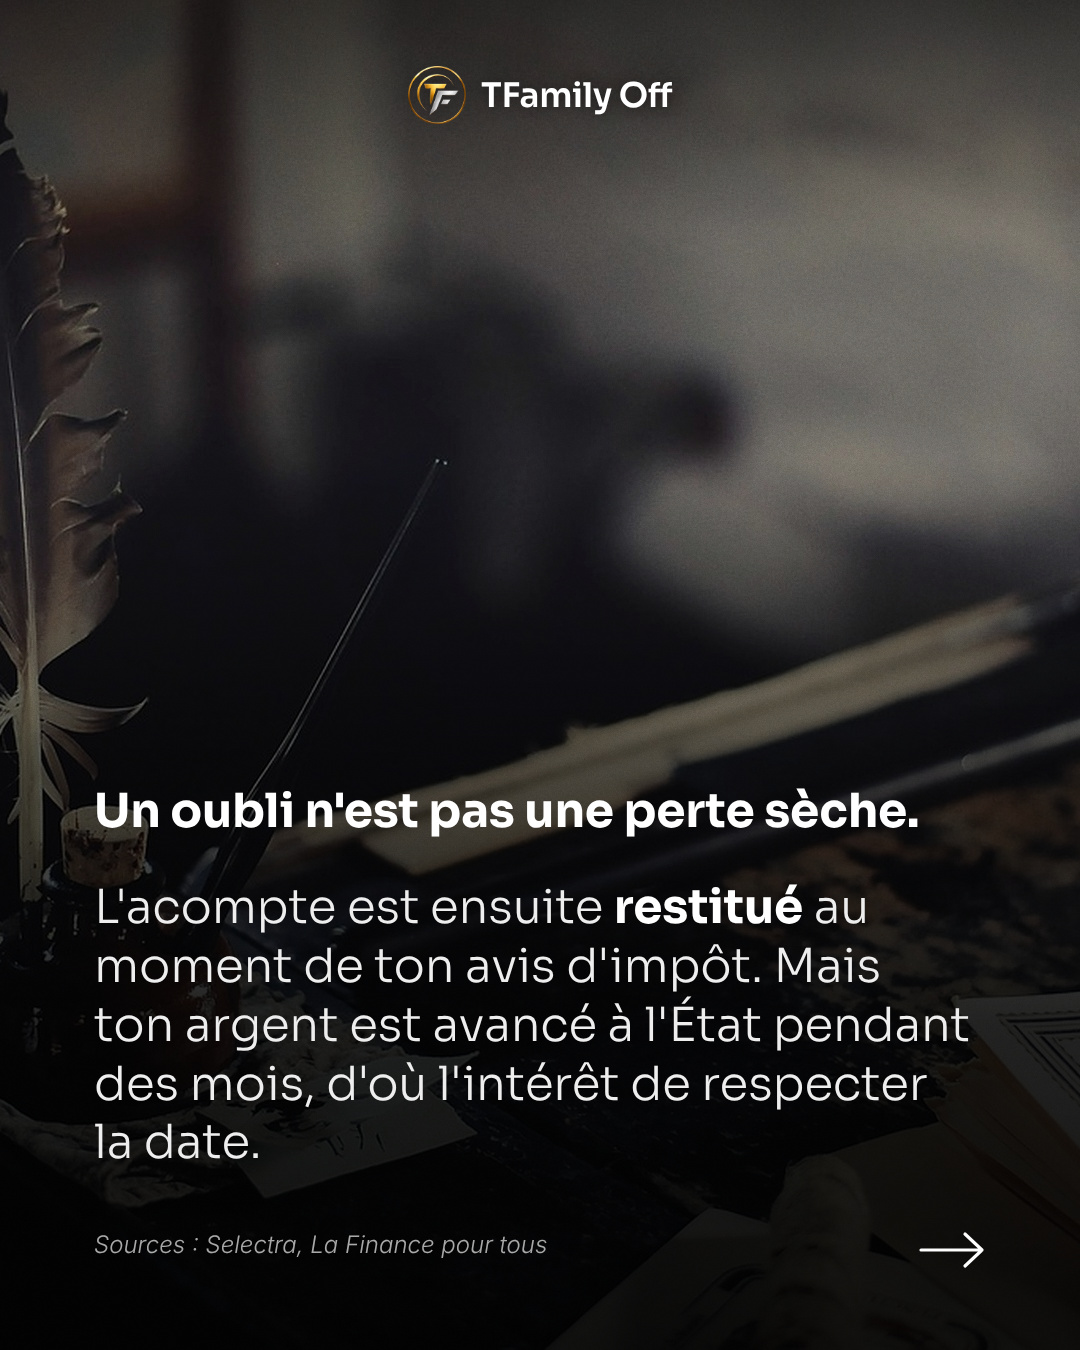 TFamily Off
Un oubli n'est pas une perte sèche.
L'acompte est ensuite restitué au
moment de ton avis d'impôt. Mais
ton argent est avancé à l'État pendant
des mois, d'où l'intérêt de respecter
la date.
Sources : Selectra, La Finance pour tous